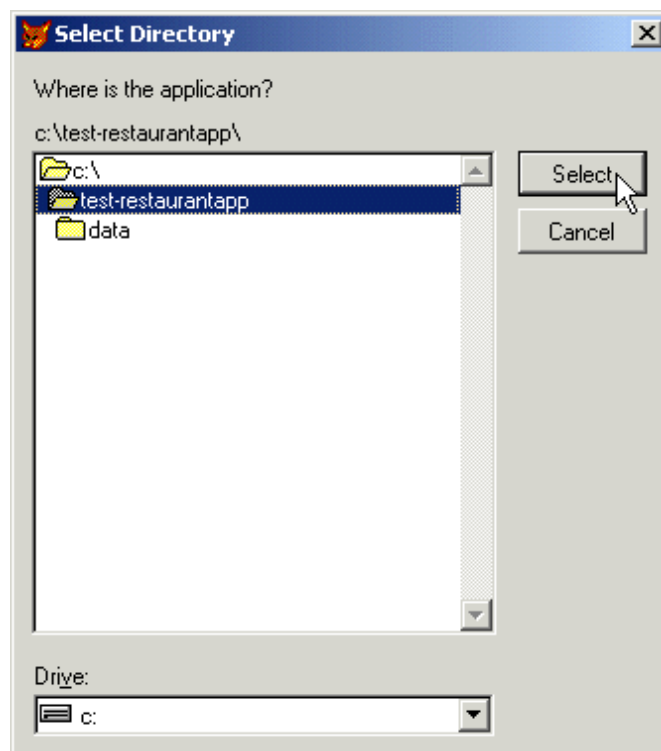 Select Directory
Where is the application?
c:\test-restaurantapp\
c:\
test-restaurantapp
data
Select
Cancel
Drive:
c: